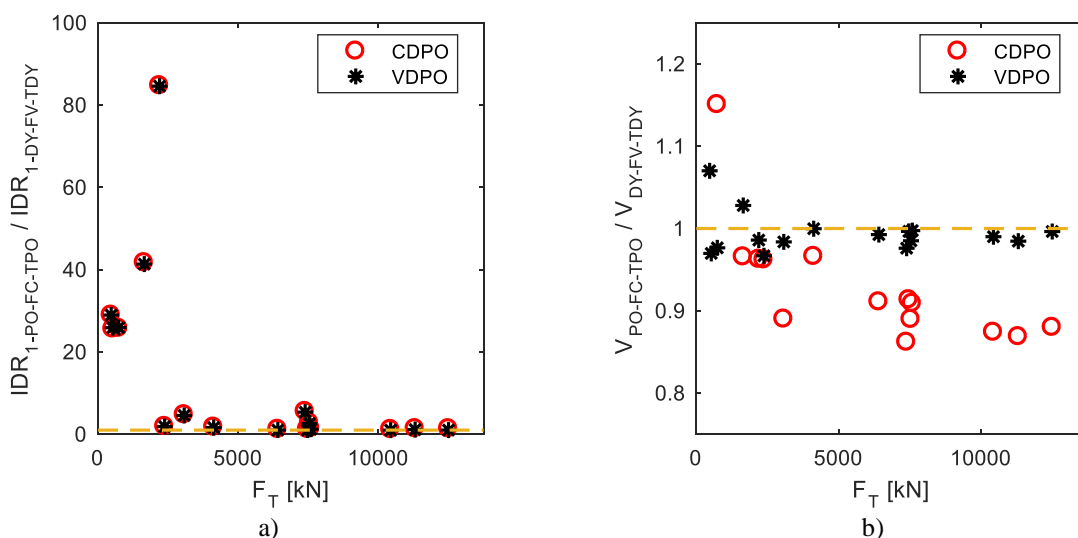 100
80
60
40
20
0
IDR1-PO-FC-TPO / IDR1-DY-FV-TDY
CDPO
VDPO
0 5000 10000
FT [kN]
a)
1.2
1.1
1
0.9
0.8
VPO-FC-TPO / VDY-FV-TDY
CDPO
VDPO
0 5000 10000
FT [kN]
b)